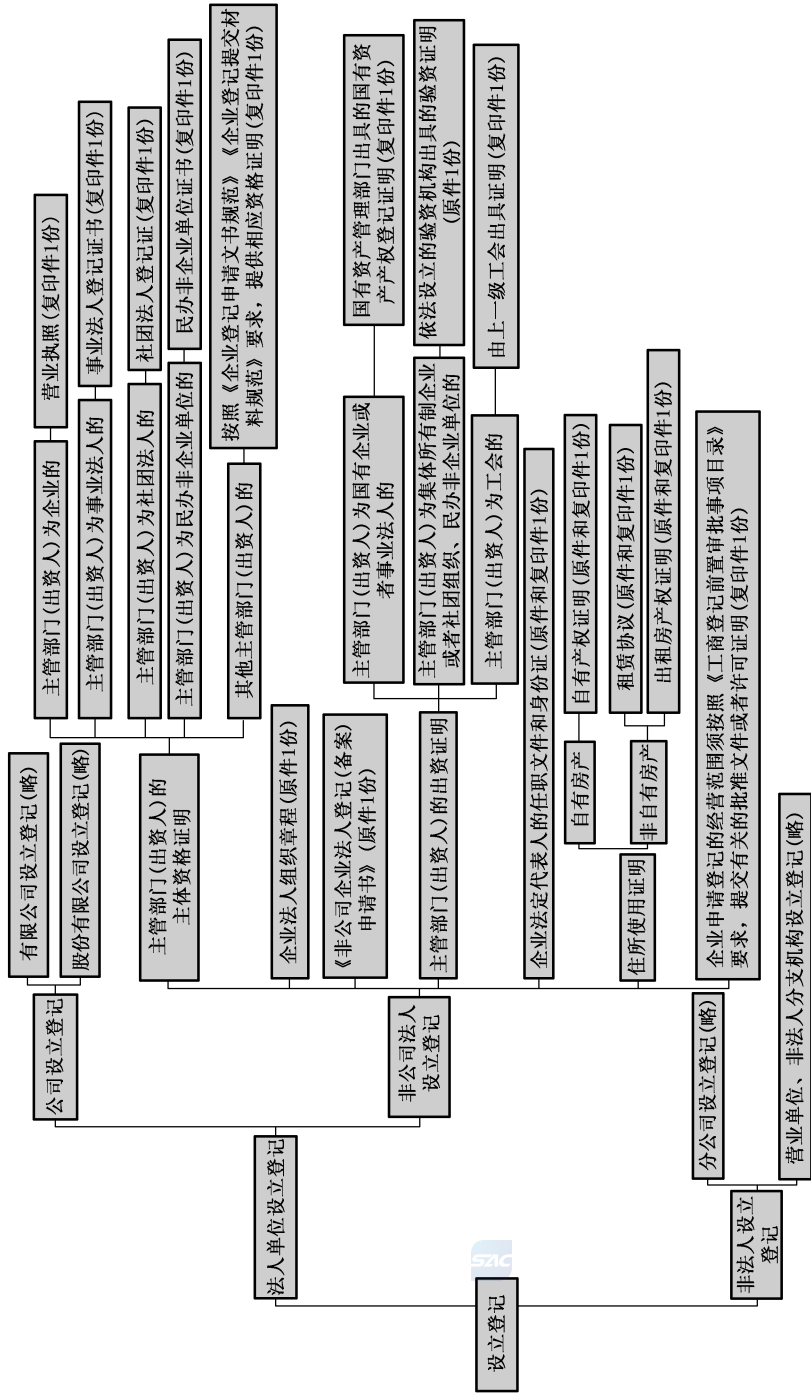 设立登记
法人单位设立登记
公司设立登记
有限公司设立登记(略)
股份有限公司设立登记(略)
非公司法人
设立登记
主管部门(出资人)的
主体资格证明
主管部门(出资人)为企业的
营业执照(复印件1份)
主管部门(出资人)为事业法人的
事业法人登记证书(复印件1份)
主管部门(出资人)为社团法人的
社团法人登记证(复印件1份)
主管部门(出资人)为民办非企业单位的
民办非企业单位证书(复印件1份)
其他主管部门(出资人)的
按照《企业登记申请文书规范》《企业登记提交材
料规范》要求，提供相应资格证明(复印件1份)
企业法人组织章程(原件1份)
《非公司企业法人登记(备案)
申请书》(原件1份)
主管部门(出资人)的出资证明
主管部门(出资人)为国有企业或
者事业法人的
国有资产管理部门出具的国有资
产产权登记证明(复印件1份)
主管部门(出资人)为集体所有制企业
或者社团组织、民办非企业单位的
依法设立的验资机构出具的验资证明
(原件1份)
主管部门(出资人)为工会的
由上一级工会出具证明(复印件1份)
企业法定代表人的任职文件和身份证(原件和复印件1份)
住所使用证明
自有房产
自有产权证明(原件和复印件1份)
非自有房产
租赁协议(原件和复印件1份)
出租房产权证明(原件和复印件1份)
企业申请登记的经营范围须按照《工商登记前置审批事项目录》
要求，提交有关的批准文件或者许可证明(复印件1份)
非法人设立
登记
分公司设立登记(略)
营业单位、非法人分支机构设立登记(略)
SAC